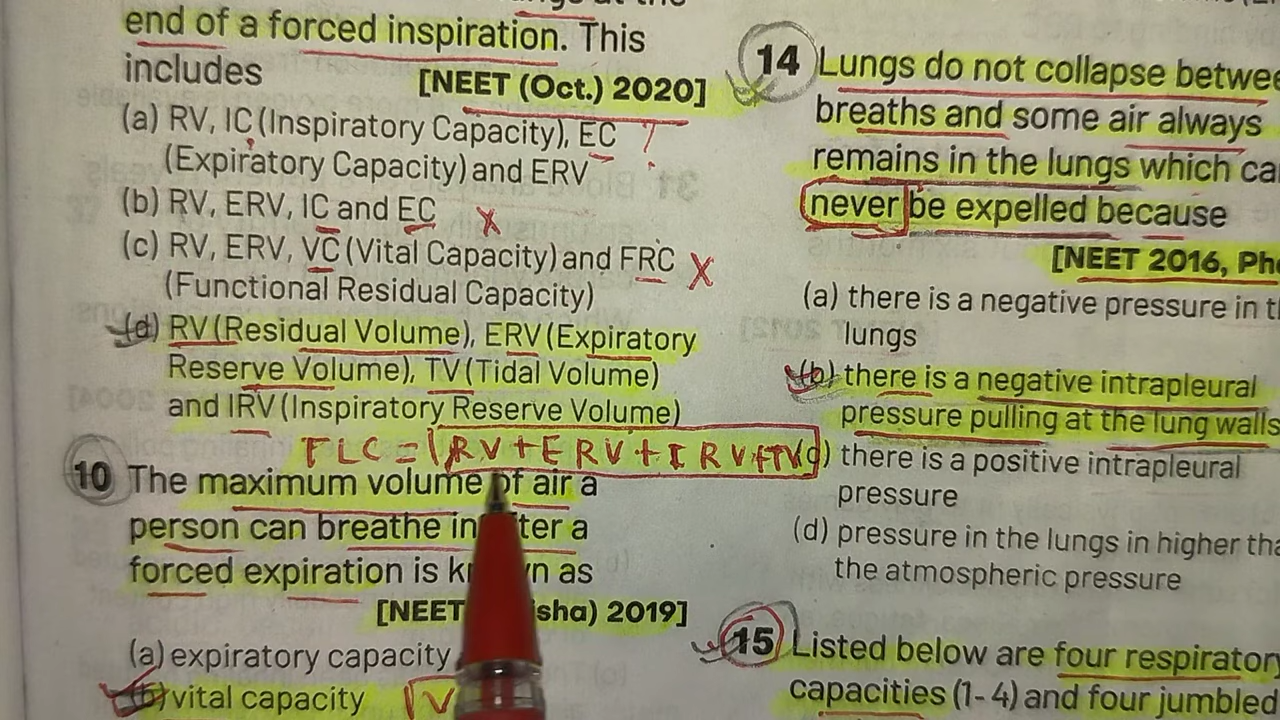 end of a forced inspiration. This
includes
[NEET (Oct.) 2020]
(a) RV, IC (Inspiratory Capacity), EC ?
(Expiratory Capacity) and ERV
(b) RV, ERV, IC and EC X
(c) RV, ERV, VC (Vital Capacity) and FRC X
(Functional Residual Capacity)
(d) RV (Residual Volume), ERV (Expiratory
Reserve Volume), TV (Tidal Volume)
and IRV (Inspiratory Reserve Volume)
TLC = RV + ERV + IRV + TV
10 The maximum volume of air a
person can breathe in a
forced expiration is as
[NEET 2019]
(a) expiratory capacity
(b) vital capacity
14 Lungs do not collapse
breaths and some air always
remains in the lungs which
never be expelled because
[NEET 2016,
(a) there is a negative pressure in
lungs
(b) there is a negative intrapleural
pressure pulling at the lung walls
there is a positive intrapleural
pressure
(d) pressure in the lungs in higher
the atmospheric pressure
15 Listed below are four respiratory
capacities (1-4) and four jumbled